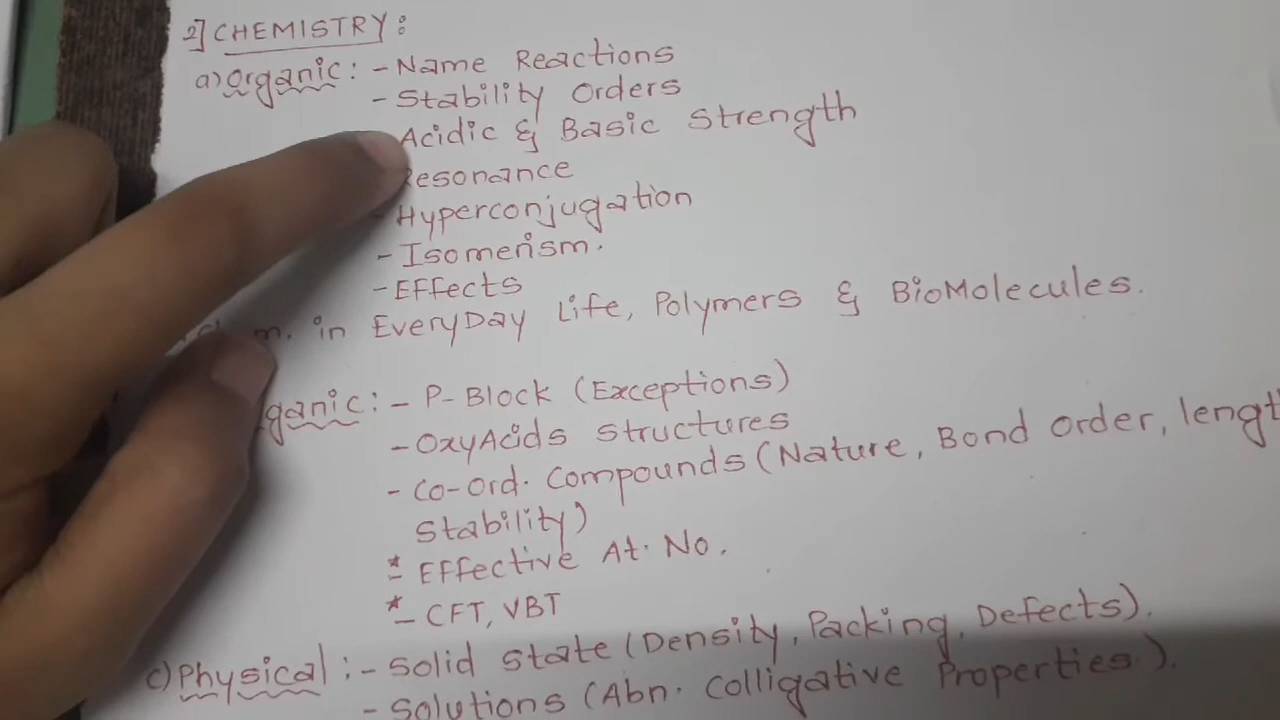 2] CHEMISTRY:
a) Organic: - Name Reactions
- Stability Orders
Acidic & Basic Strength
Resonance
- Hyperconjugation
- Isomerism.
- Effects
in EveryDay Life, Polymers & BioMolecules.
ganic: - P-Block (Exceptions)
- OxyAcids structures
- Co-ord. Compounds (Nature, Bond order, lengt
Stability)
* - Effective At. No.
* - CFT, VBT
c) Physical: - Solid State (Density, Packing, Defects).
- Solutions (Abn. Colligative Properties.).